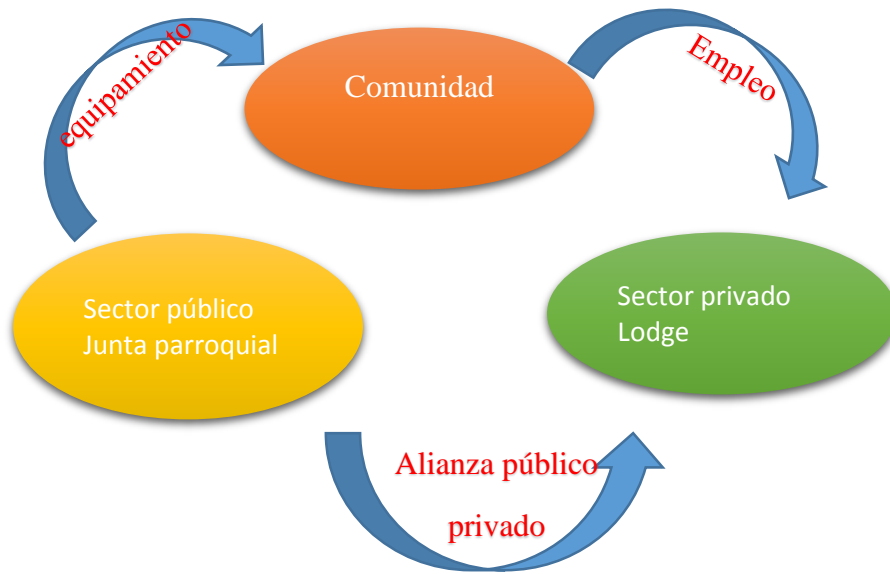 equipamiento
Comunidad
Empleo
Sector público
Junta parroquial
Sector privado
Lodge
Alianza público
privado